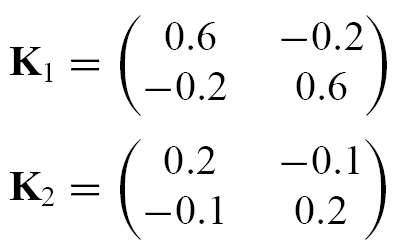 K₁ = ( 0.6 −0.2
−0.2 0.6 )
K₂ = ( 0.2 −0.1
−0.1 0.2 )